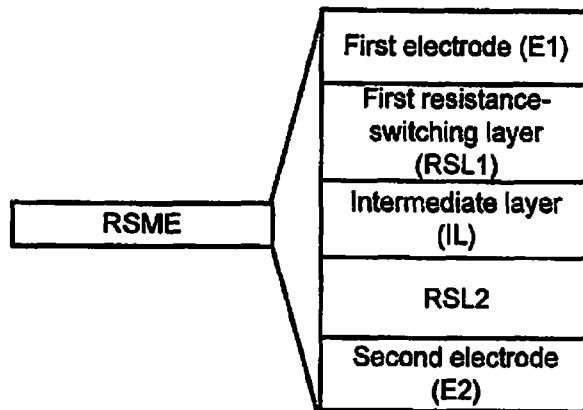 First electrode (E1)
First resistance-
switching layer
(RSL1)
RSME
Intermediate layer
(IL)
RSL2
Second electrode
(E2)